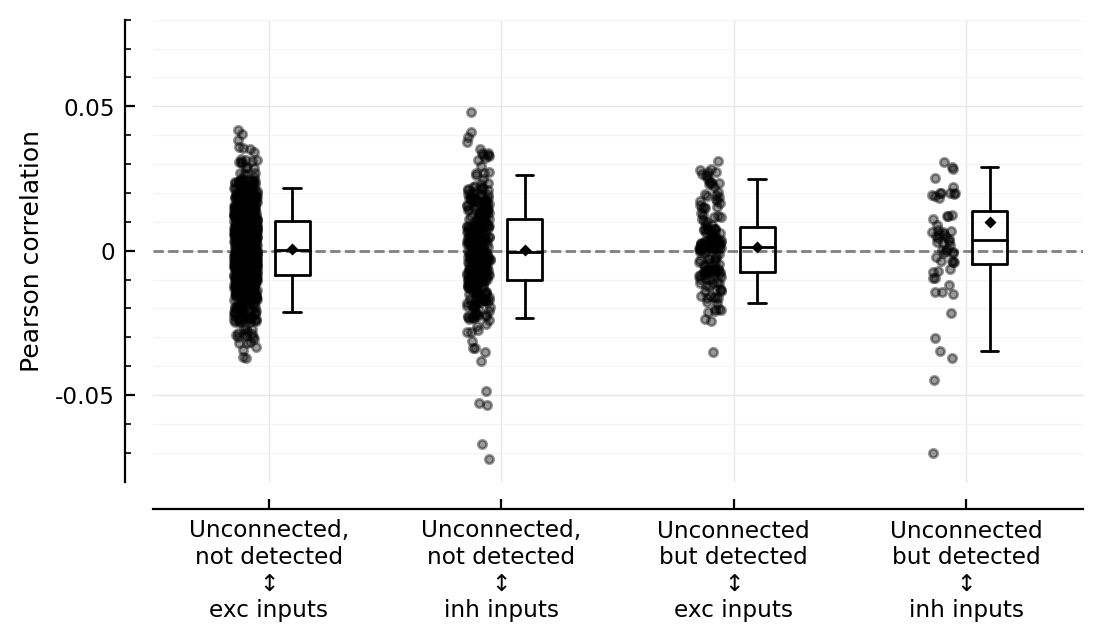 Pearson correlation
0.05
0
-0.05
Unconnected,
not detected
↕
exc inputs
Unconnected,
not detected
↕
inh inputs
Unconnected
but detected
↕
exc inputs
Unconnected
but detected
↕
inh inputs